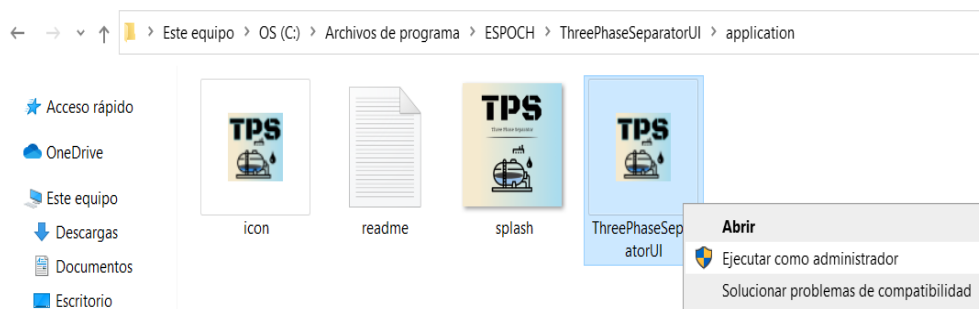 Este equipo > OS (C:) > Archivos de programa > ESPOCH > ThreePhaseSeparatorUI > application
Acceso rápido
OneDrive
Este equipo
Descargas
Documentos
Escritorio
TPS
icon
readme
TPS
Three Phase Separator
splash
TPS
ThreePhaseSep
atorUI
Abrir
Ejecutar como administrador
Solucionar problemas de compatibilidad